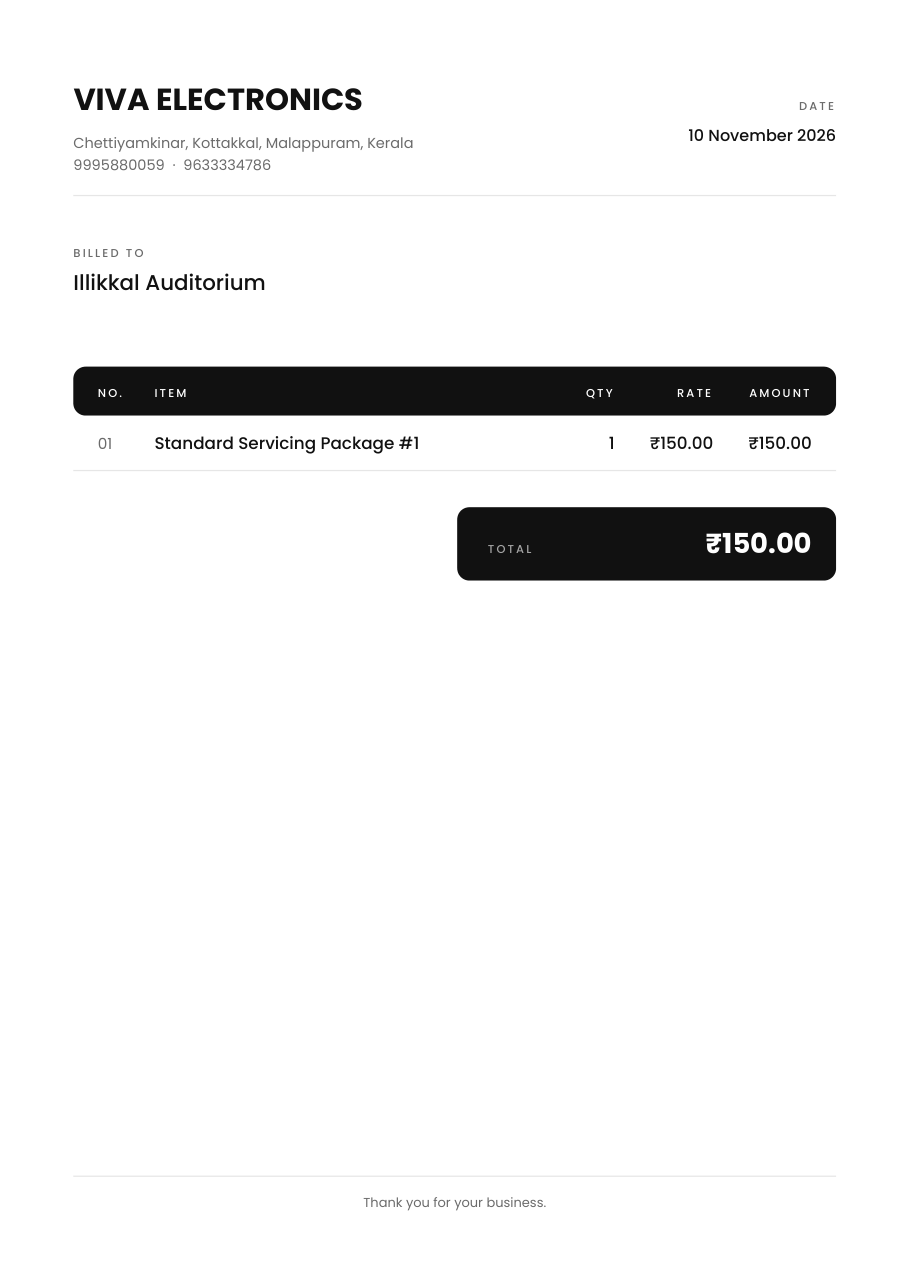 VIVA ELECTRONICS
DATE
Chettiyamkinar, Kottakkal, Malappuram, Kerala
10 November 2026
9995880059 · 9633334786
BILLED TO
Illikkal Auditorium
NO. ITEM QTY RATE AMOUNT
01 Standard Servicing Package #1 1 ₹150.00 ₹150.00
TOTAL ₹150.00
Thank you for your business.